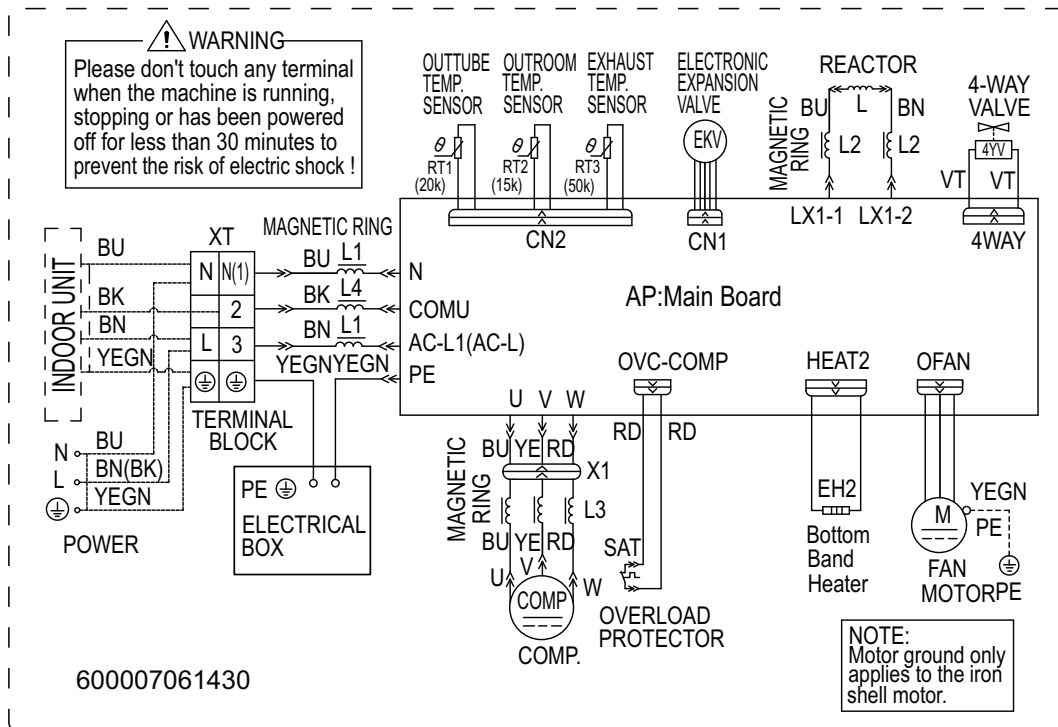 WARNING
Please don't touch any terminal
when the machine is running,
stopping or has been powered
off for less than 30 minutes to
prevent the risk of electric shock !
OUTTUBE
TEMP.
SENSOR
OUTROOM
TEMP.
SENSOR
EXHAUST
TEMP.
SENSOR
ELECTRONIC
EXPANSION
VALVE
REACTOR
4-WAY
VALVE
θ
RT1
(20k)
θ
RT2
(15k)
θ
RT3
(50k)
EKV
MAGNETIC
RING
BU
L
BN
L2
L2
4YV
VT
VT
CN2
CN1
LX1-1
LX1-2
4WAY
INDOOR UNIT
BU
BK
BN
YEGN
XT
N
N(1)
2
L
3
TERMINAL
BLOCK
MAGNETIC RING
BU
L1
BK
L4
BN
L1
YEGN
YEGN
N
COMU
AC-L1(AC-L)
PE
AP:Main Board
OVC-COMP
HEAT2
OFAN
U
V
W
N
BU
L
BN(BK)
YEGN
POWER
PE
ELECTRICAL
BOX
MAGNETIC
RING
BU
YE
RD
X1
L3
BU
YE
RD
U
V
W
COMP
COMP.
RD
RD
SAT
OVERLOAD
PROTECTOR
EH2
Bottom
Band
Heater
M
YEGN
PE
FAN
MOTOR
PE
NOTE:
Motor ground only
applies to the iron
shell motor.
600007061430